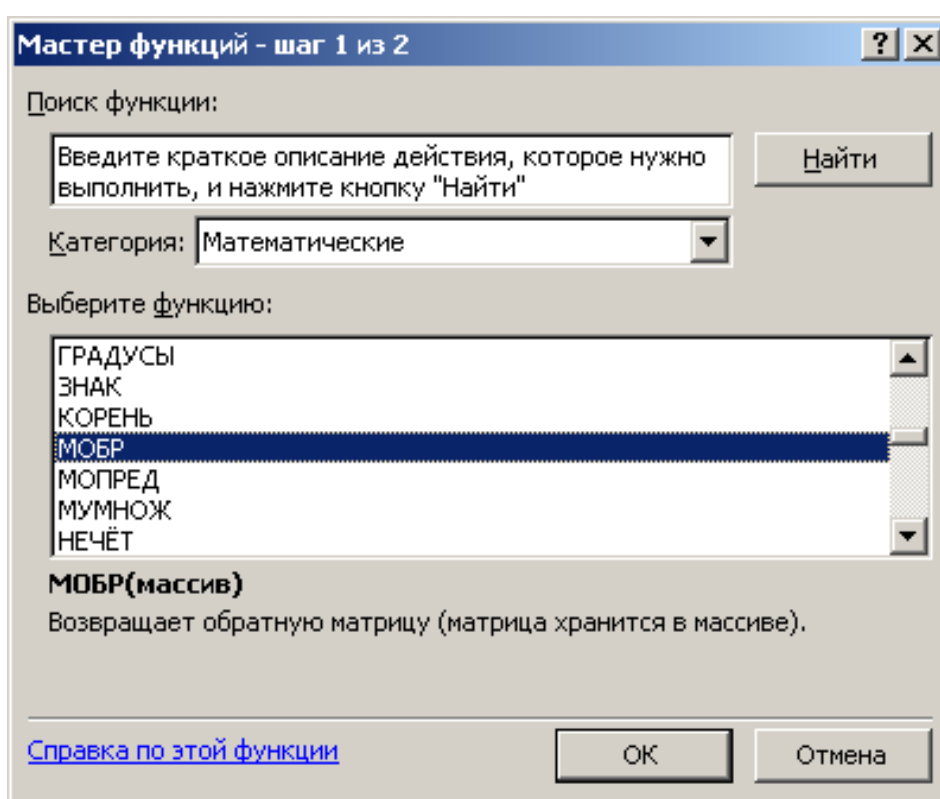 Мастер функций - шаг 1 из 2
Поиск функции:
Введите краткое описание действия, которое нужно
выполнить, и нажмите кнопку "Найти"
Найти
Категория: Математические
Выберите функцию:
ГРАДУСЫ
ЗНАК
КОРЕНЬ
МОБР
МОПРЕД
МУМНОЖ
НЕЧЁТ
МОБР(массив)
Возвращает обратную матрицу (матрица хранится в массиве).
Справка по этой функции
ОК
Отмена